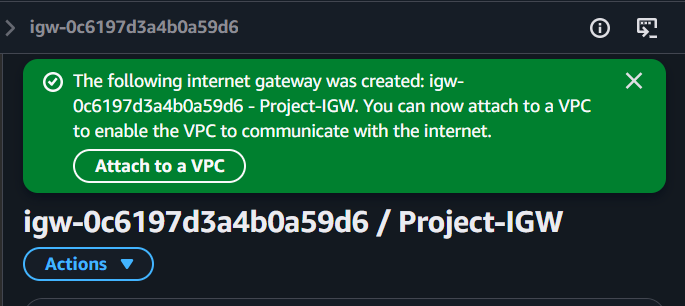 igw-0c6197d3a4b0a59d6
The following internet gateway was created: igw-
0c6197d3a4b0a59d6 - Project-IGW. You can now attach to a VPC
to enable the VPC to communicate with the internet.
Attach to a VPC
igw-0c6197d3a4b0a59d6 / Project-IGW
Actions